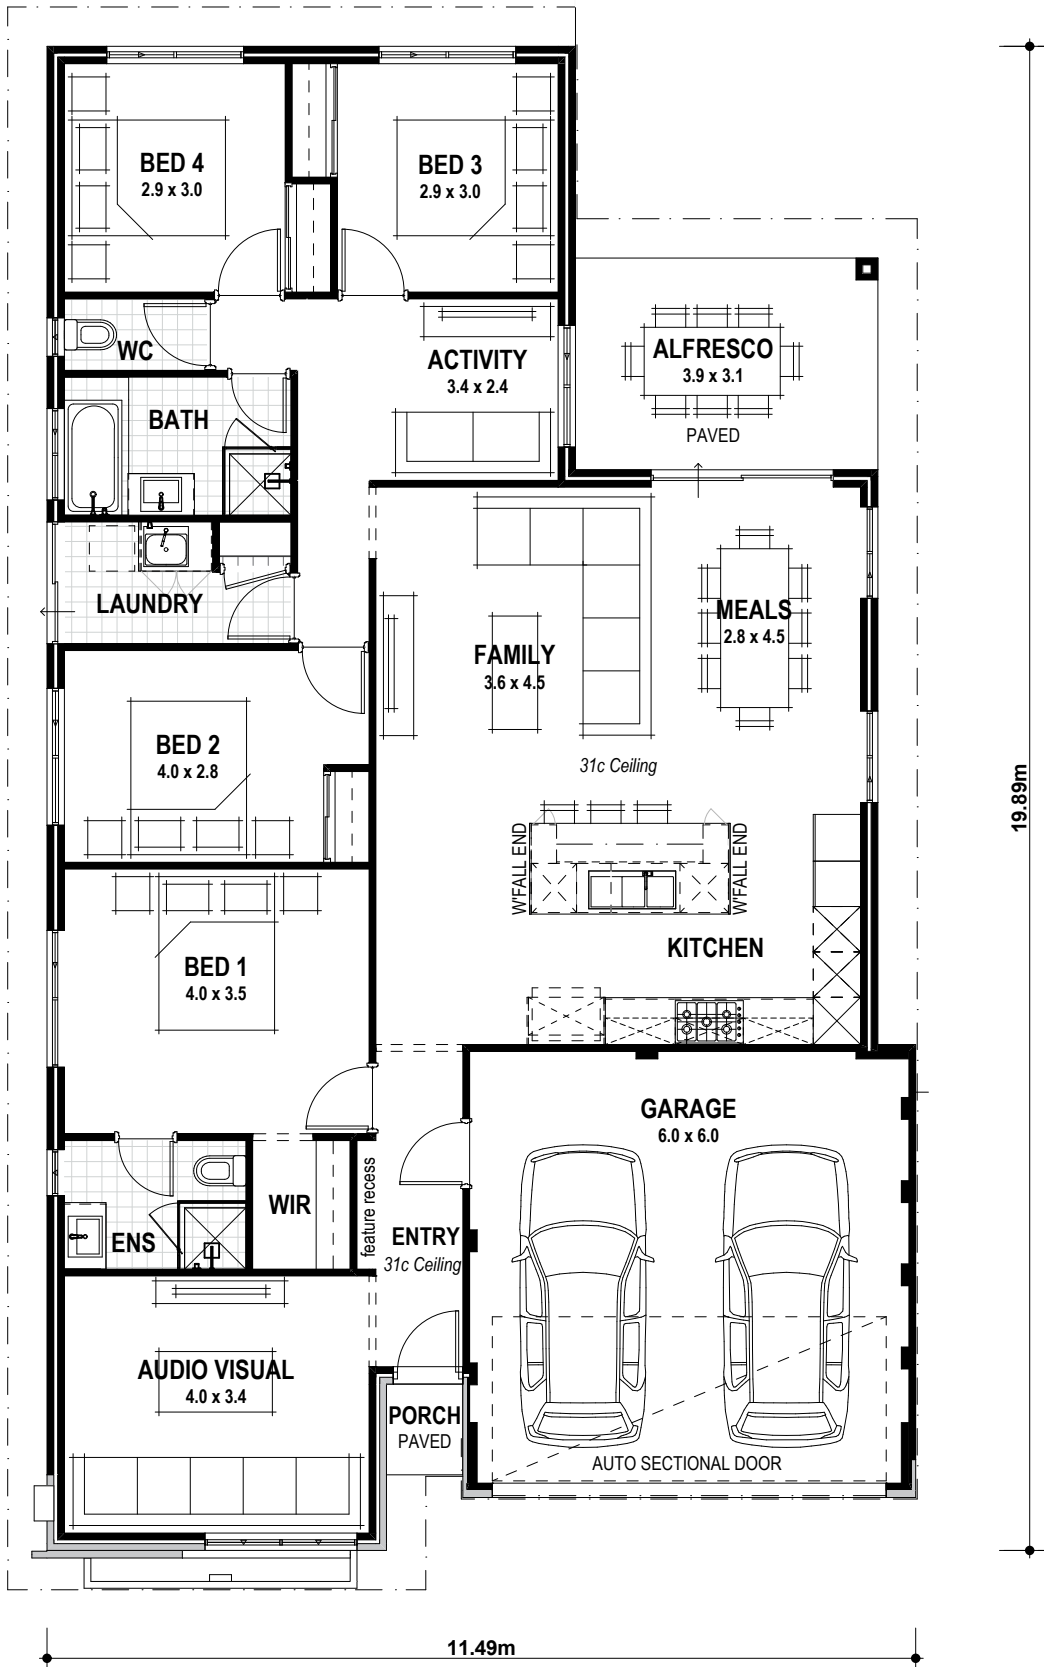 BED 4
2.9 x 3.0
BED 3
2.9 x 3.0
WC
ACTIVITY
3.4 x 2.4
ALFRESCO
3.9 x 3.1
PAVED
BATH
LAUNDRY
FAMILY
3.6 x 4.5
MEALS
2.8 x 4.5
BED 2
4.0 x 2.8
31c Ceiling
19.89m
W'FALL END
W'FALL END
KITCHEN
BED 1
4.0 x 3.5
GARAGE
6.0 x 6.0
feature recess
WIR
ENS
ENTRY
31c Ceiling
AUDIO VISUAL
4.0 x 3.4
PORCH
PAVED
AUTO SECTIONAL DOOR
11.49m